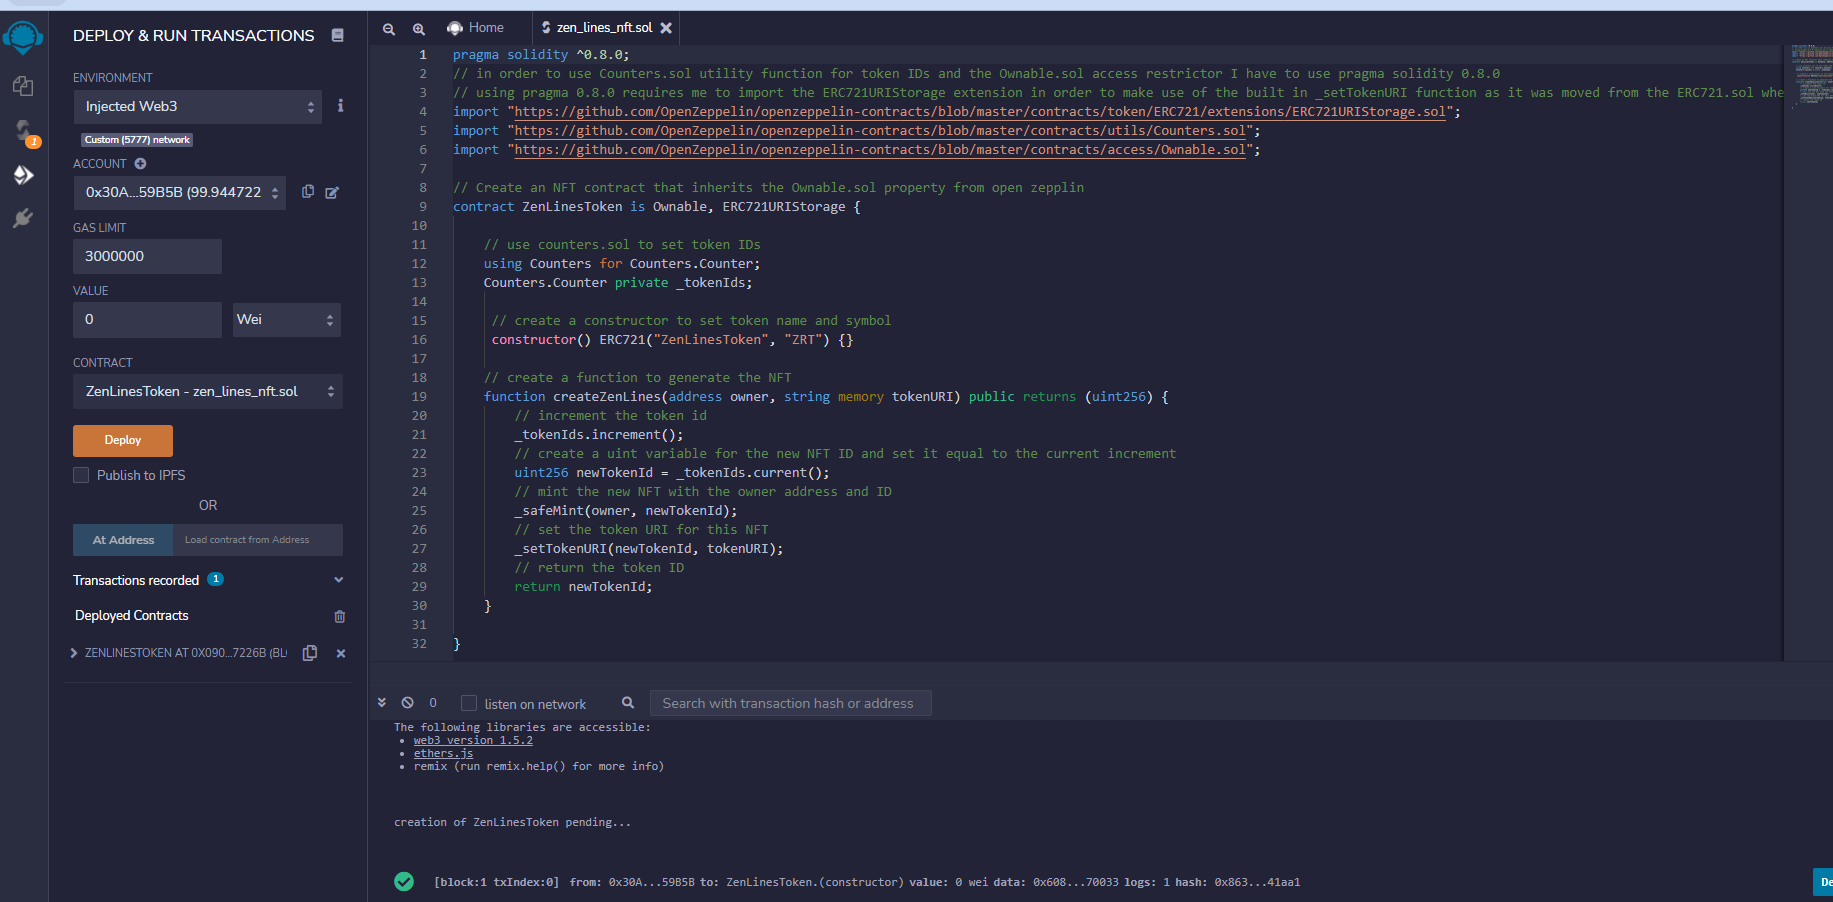 DEPLOY & RUN TRANSACTIONS
ENVIRONMENT
Injected Web3
Custom (5777) network
ACCOUNT
0x30A...59B5B (99.944722
GAS LIMIT
3000000
VALUE
0
Wei
CONTRACT
ZenLinesToken - zen_lines_nft.sol
Deploy
Publish to IPFS
OR
At Address
Load contract from Address
Transactions recorded 1
Deployed Contracts
ZENLINESTOKEN AT 0X090...7226B (BL
1
Home
zen_lines_nft.sol
1 pragma solidity ^0.8.0;
2 // in order to use Counters.sol utility function for token IDs and the Ownable.sol access restrictor I have to use pragma solidity 0.8.0
3 // using pragma 0.8.0 requires me to import the ERC721URIStorage extension in order to make use of the built in _setTokenURI function as it was moved from the ERC721.sol whe
4 import "https://github.com/OpenZeppelin/openzeppelin-contracts/blob/master/contracts/token/ERC721/extensions/ERC721URIStorage.sol";
5 import "https://github.com/OpenZeppelin/openzeppelin-contracts/blob/master/contracts/utils/Counters.sol";
6 import "https://github.com/OpenZeppelin/openzeppelin-contracts/blob/master/contracts/access/Ownable.sol";
7
8 // Create an NFT contract that inherits the Ownable.sol property from open zepplin
9 contract ZenLinesToken is Ownable, ERC721URIStorage {
10
11 // use counters.sol to set token IDs
12 using Counters for Counters.Counter;
13 Counters.Counter private _tokenIds;
14
15 // create a constructor to set token name and symbol
16 constructor() ERC721("ZenLinesToken", "ZRT") {}
17
18 // create a function to generate the NFT
19 function createZenLines(address owner, string memory tokenURI) public returns (uint256) {
20 // increment the token id
21 _tokenIds.increment();
22 // create a uint variable for the new NFT ID and set it equal to the current increment
23 uint256 newTokenId = _tokenIds.current();
24 // mint the new NFT with the owner address and ID
25 _safeMint(owner, newTokenId);
26 // set the token URI for this NFT
27 _setTokenURI(newTokenId, tokenURI);
28 // return the token ID
29 return newTokenId;
30 }
31
32 }
0
listen on network
Search with transaction hash or address
The following libraries are accessible:
• web3 version 1.5.2
• ethers.js
• remix (run remix.help() for more info)
creation of ZenLinesToken pending...
[block:1 txIndex:0] from: 0x30A...59B5B to: ZenLinesToken.(constructor) value: 0 wei data: 0x608...70033 logs: 1 hash: 0x863...41aa1
De